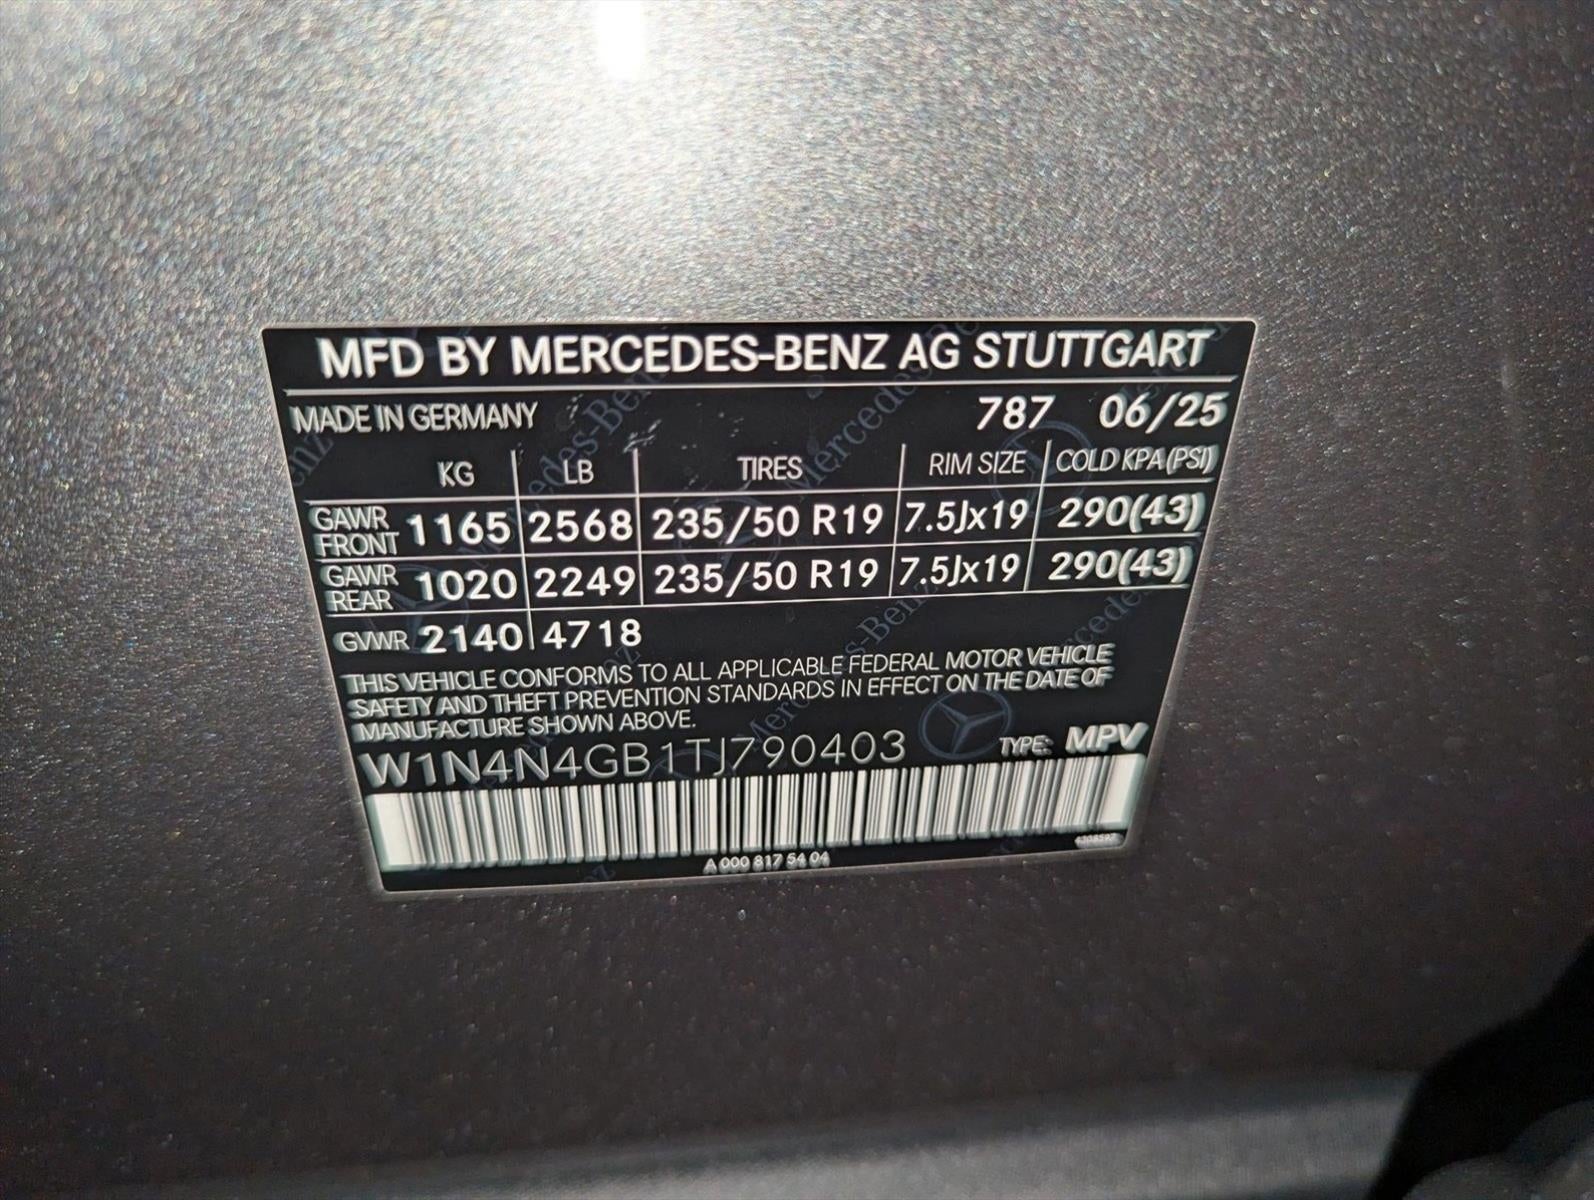 MFD BY MERCEDES-BENZ AG STUTTGART
MADE IN GERMANY 787 06/25
KG LB TIRES RIM SIZE COLD KPA(PSI)
GAWR FRONT 1165 2568 235/50 R19 7.5Jx19 290(43)
GAWR REAR 1020 2249 235/50 R19 7.5Jx19 290(43)
GVWR 2140 4718
THIS VEHICLE CONFORMS TO ALL APPLICABLE FEDERAL MOTOR VEHICLE
SAFETY AND THEFT PREVENTION STANDARDS IN EFFECT ON THE DATE OF
MANUFACTURE SHOWN ABOVE.
W1N4N4GB1TJ790403 TYPE: MPV
A 000 817 54 04